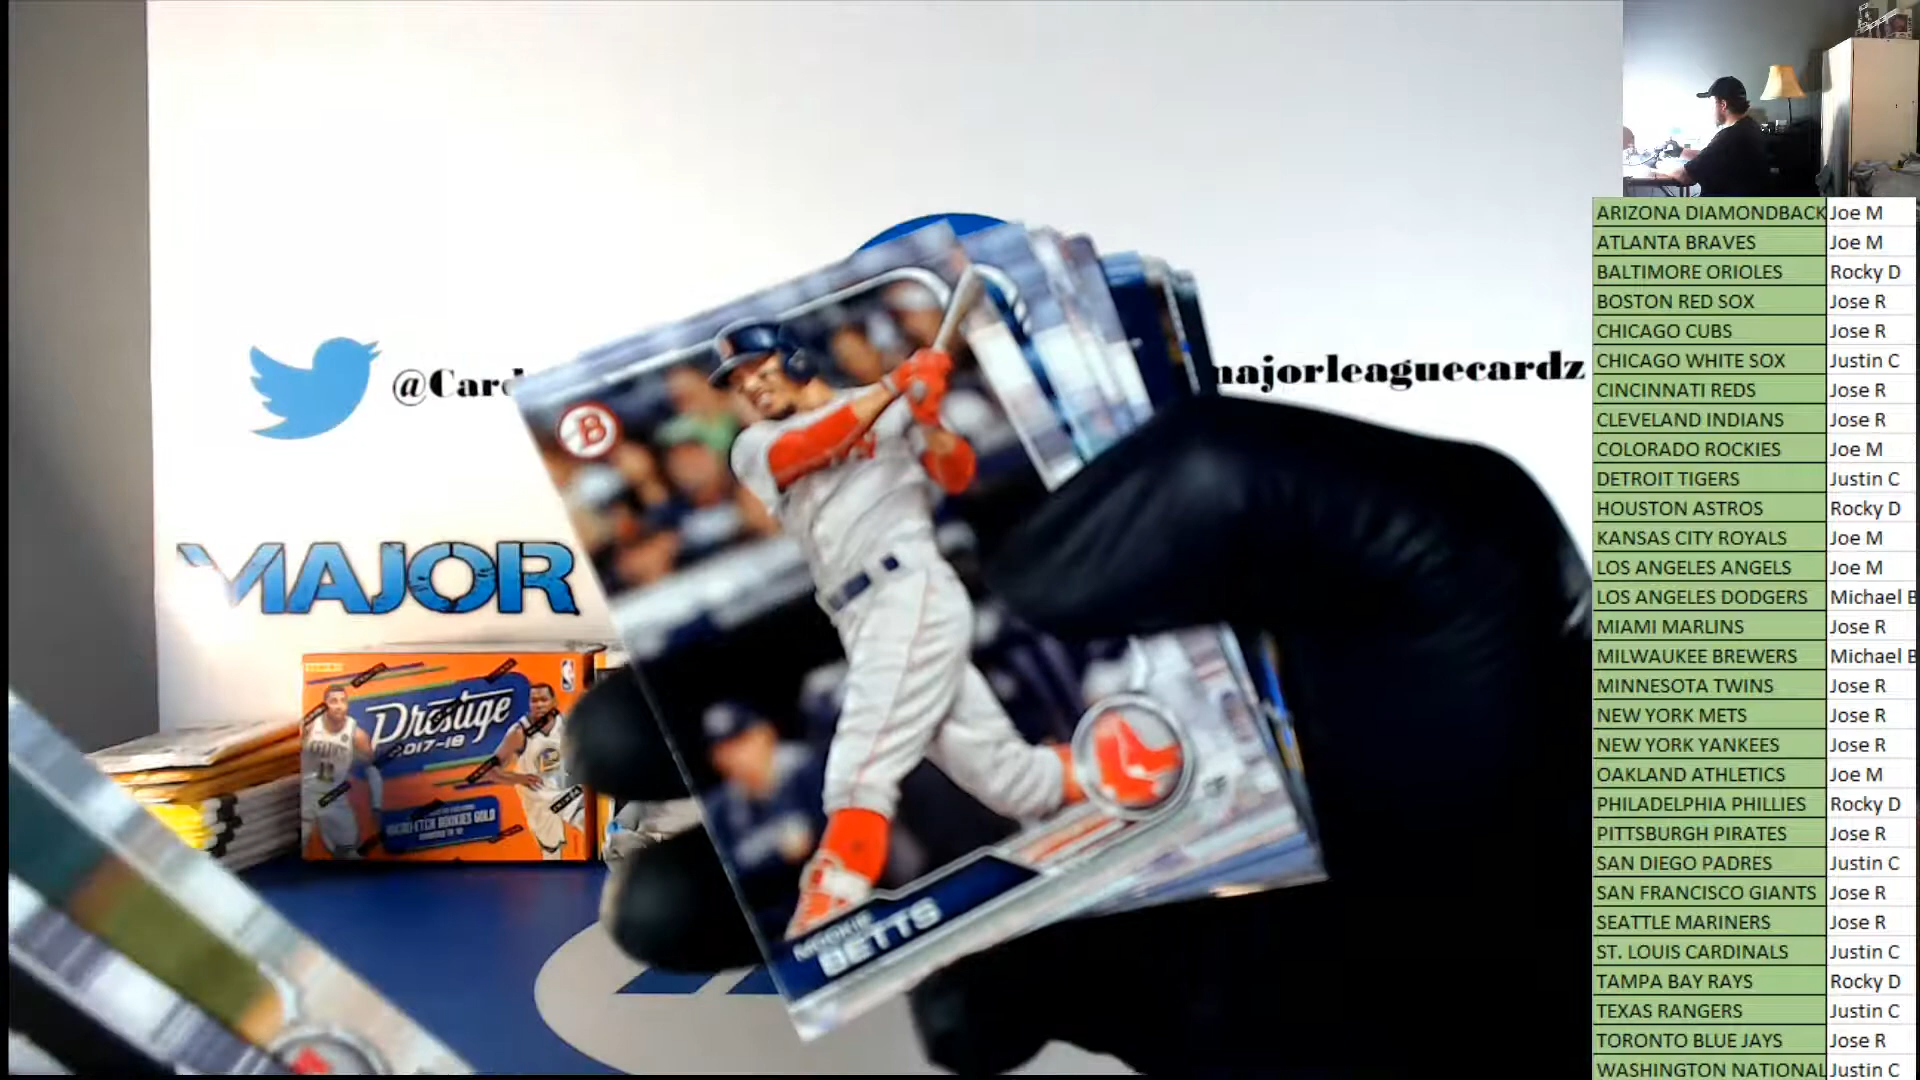 @Card
majorleaguecardz
MAJOR
Prestige
2017-18
B
MOOKIE
BETTS
ARIZONA DIAMONDBACK Joe M
ATLANTA BRAVES Joe M
BALTIMORE ORIOLES Rocky D
BOSTON RED SOX Jose R
CHICAGO CUBS Jose R
CHICAGO WHITE SOX Justin C
CINCINNATI REDS Jose R
CLEVELAND INDIANS Jose R
COLORADO ROCKIES Joe M
DETROIT TIGERS Justin C
HOUSTON ASTROS Rocky D
KANSAS CITY ROYALS Joe M
LOS ANGELES ANGELS Joe M
LOS ANGELES DODGERS Michael B
MIAMI MARLINS Jose R
MILWAUKEE BREWERS Michael B
MINNESOTA TWINS Jose R
NEW YORK METS Jose R
NEW YORK YANKEES Jose R
OAKLAND ATHLETICS Joe M
PHILADELPHIA PHILLIES Rocky D
PITTSBURGH PIRATES Jose R
SAN DIEGO PADRES Justin C
SAN FRANCISCO GIANTS Jose R
SEATTLE MARINERS Jose R
ST. LOUIS CARDINALS Justin C
TAMPA BAY RAYS Rocky D
TEXAS RANGERS Justin C
TORONTO BLUE JAYS Jose R
WASHINGTON NATIONAL Justin C